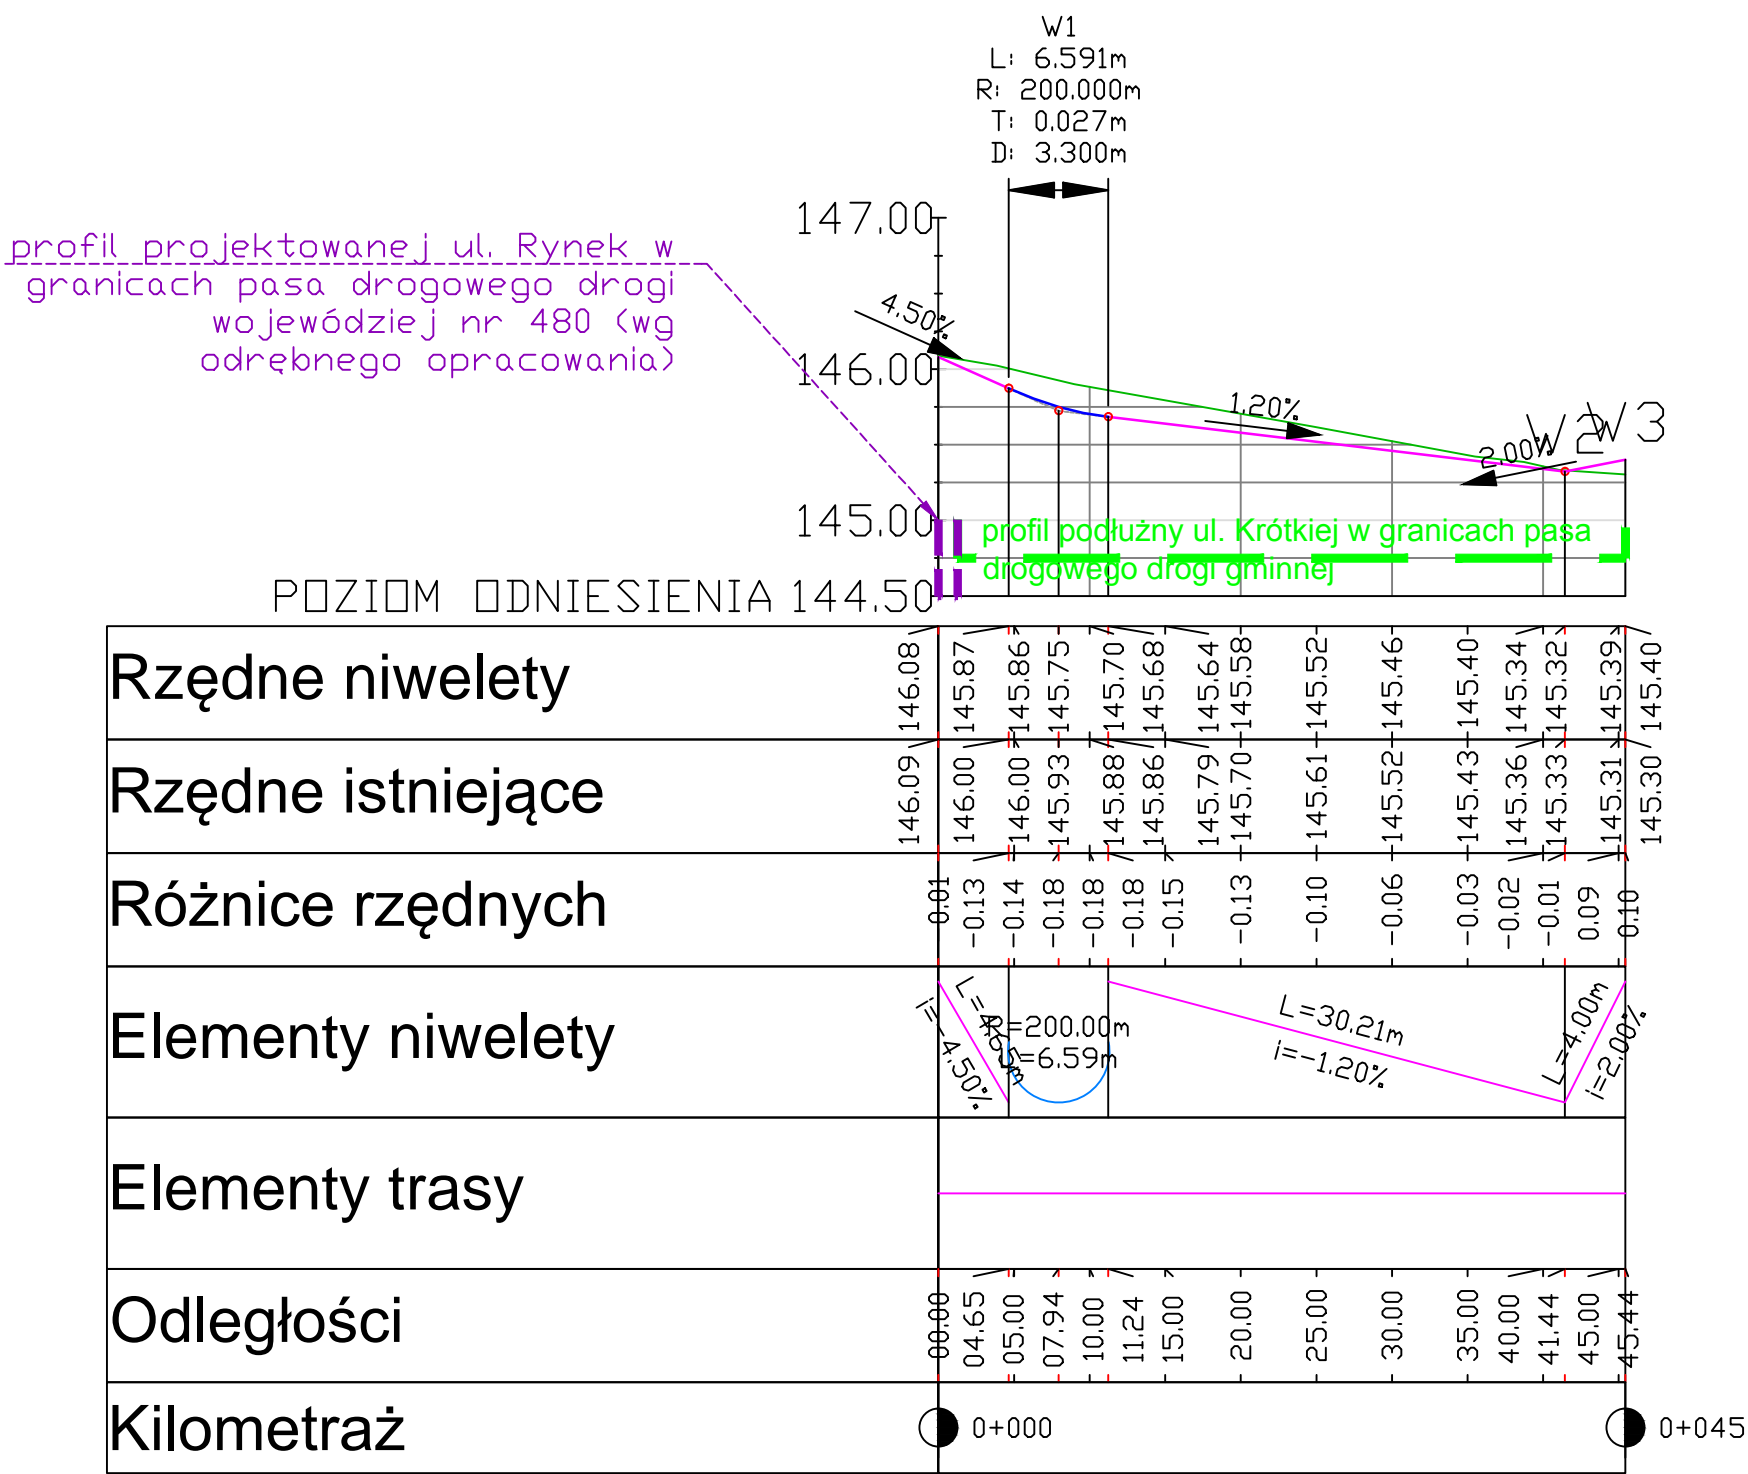 W1
L: 6.591m
R: 200.000m
T: 0.027m
D: 3.300m
147.00
profil projektowanej ul. Rynek w
granicach pasa drogowego drogi
wojewódziej nr 480 (wg
odrębnego opracowania)
4.50%
146.00
1.20%
W2
W3
2.00%
145.00
profil podłużny ul. Krótkiej w granicach pasa
drogowego drogi gminnej
POZIOM ODNIESIENIA 144.50
Rzędne niwelety
146.08 145.87 145.86 145.75 145.70 145.68 145.64 145.58 145.52 145.46 145.40 145.34 145.32 145.39 145.40
Rzędne istniejące
146.09 146.00 146.00 145.93 145.88 145.86 145.79 145.70 145.61 145.52 145.43 145.36 145.33 145.31 145.30
Różnice rzędnych
0.01 -0.13 -0.14 -0.18 -0.18 -0.18 -0.15 -0.13 -0.10 -0.06 -0.03 -0.02 -0.01 0.09 0.10
Elementy niwelety
L=4.65m
i=-4.50%
R=200.00m
L=6.59m
L=30.21m
i=-1.20%
L=4.00m
i=2.00%
Elementy trasy
Odległości
00.00 04.65 05.00 07.94 10.00 11.24 15.00 20.00 25.00 30.00 35.00 40.00 41.44 45.00 45.44
Kilometraż
0+000
0+045